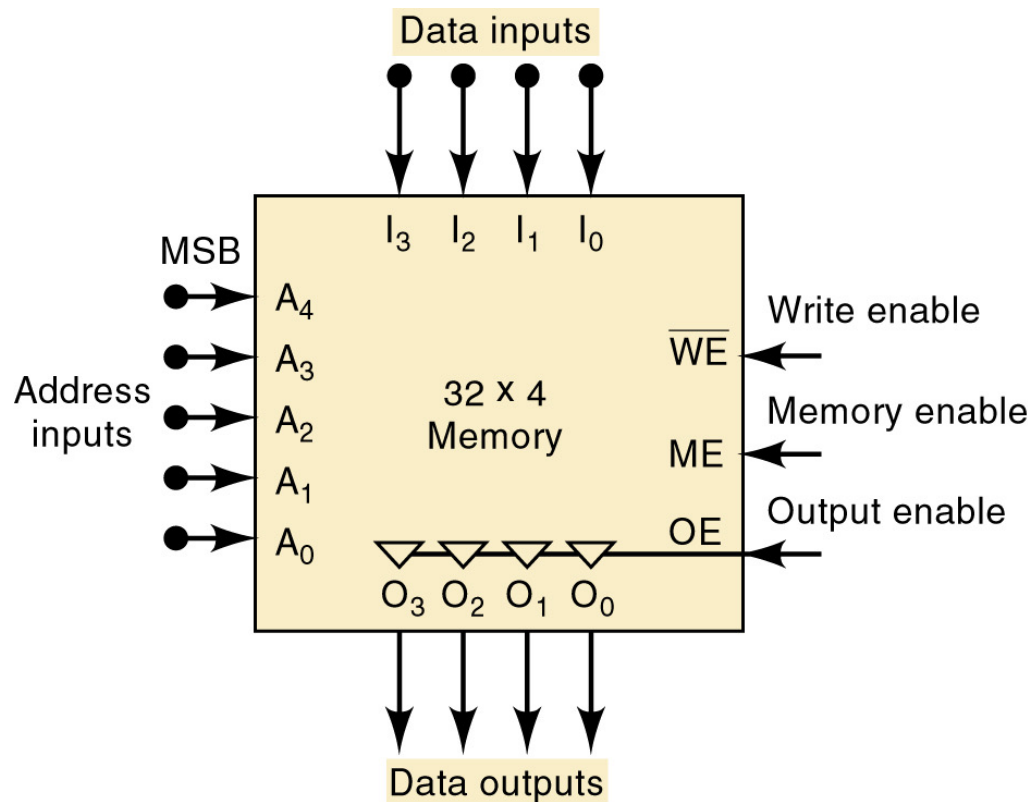 Data inputs
I₃ I₂ I₁ I₀
MSB
A₄
Write enable
A₃
W̅E̅
Address
inputs
32 x 4
Memory
A₂
Memory enable
ME
A₁
Output enable
A₀
OE
O₃ O₂ O₁ O₀
Data outputs